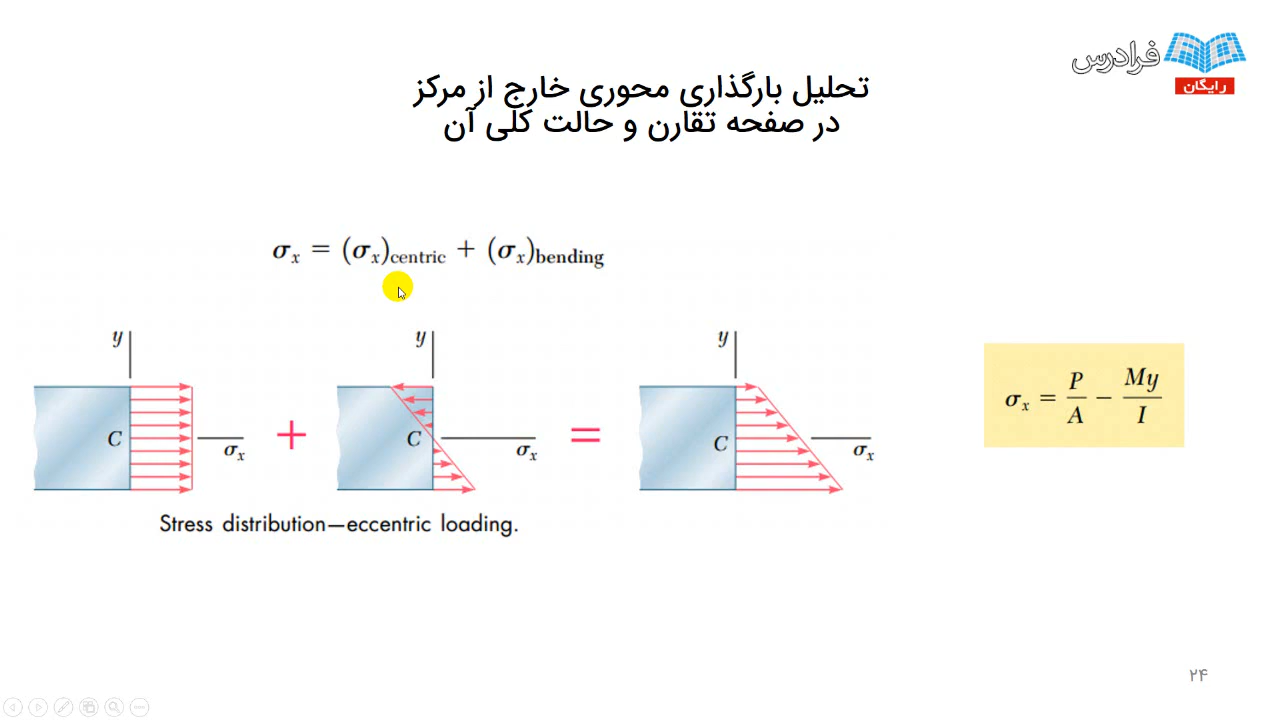 فرادرس
رایگان
تحلیل بارگذاری محوری خارج از مرکز
در صفحه تقارن و حالت کلی آن
σx = (σx)centric + (σx)bending
y
C
σx
+
y
C
σx
=
y
C
σx
σx = P/A − My/I
Stress distribution—eccentric loading.
۲۴